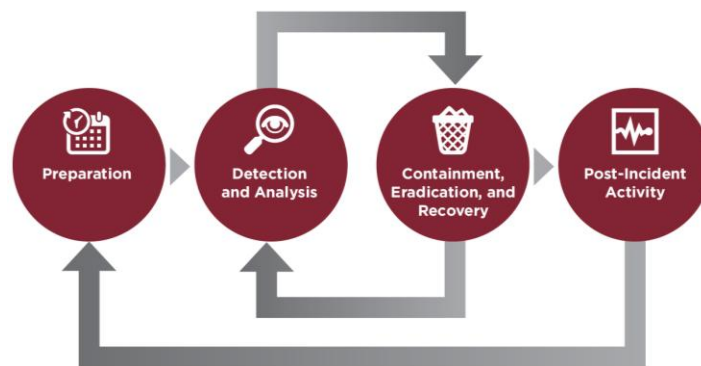 Preparation
Detection
and Analysis
Containment,
Eradication, and
Recovery
Post-Incident
Activity